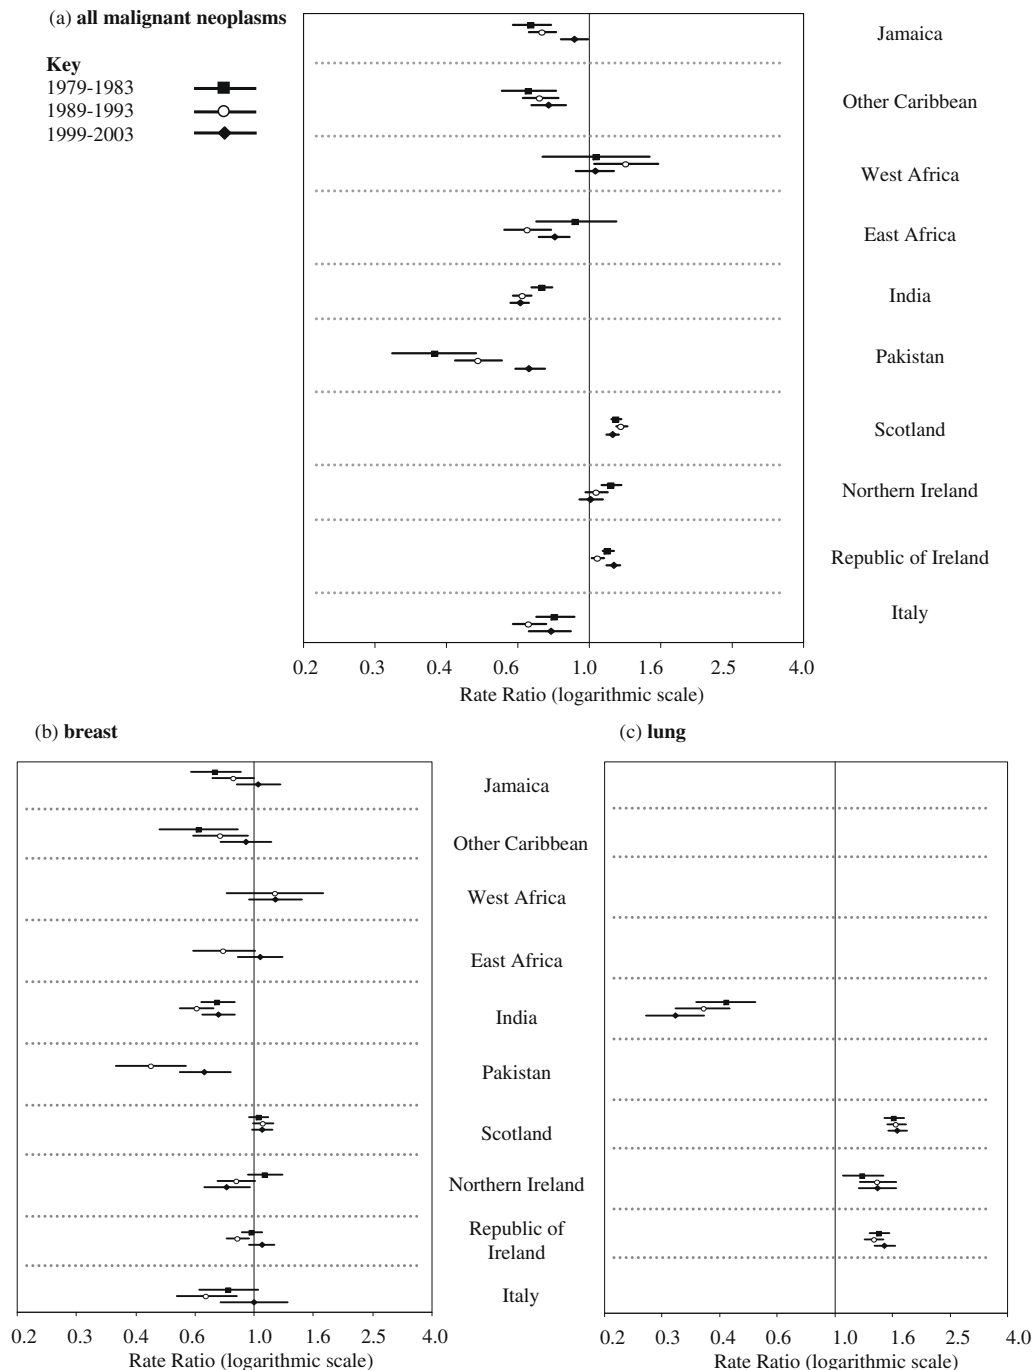 (a) all malignant neoplasms
Key
1979-1983
1989-1993
1999-2003
Jamaica
Other Caribbean
West Africa
East Africa
India
Pakistan
Scotland
Northern Ireland
Republic of Ireland
Italy
0.2 0.3 0.4 0.6 1.0 1.6 2.5 4.0
Rate Ratio (logarithmic scale)
(b) breast
(c) lung
Jamaica
Other Caribbean
West Africa
East Africa
India
Pakistan
Scotland
Northern Ireland
Republic of
Ireland
Italy
0.2 0.3 0.4 0.6 1.0 1.6 2.5 4.0
Rate Ratio (logarithmic scale)
0.2 0.3 0.4 0.6 1.0 1.6 2.5 4.0
Rate Ratio (logarithmic scale)